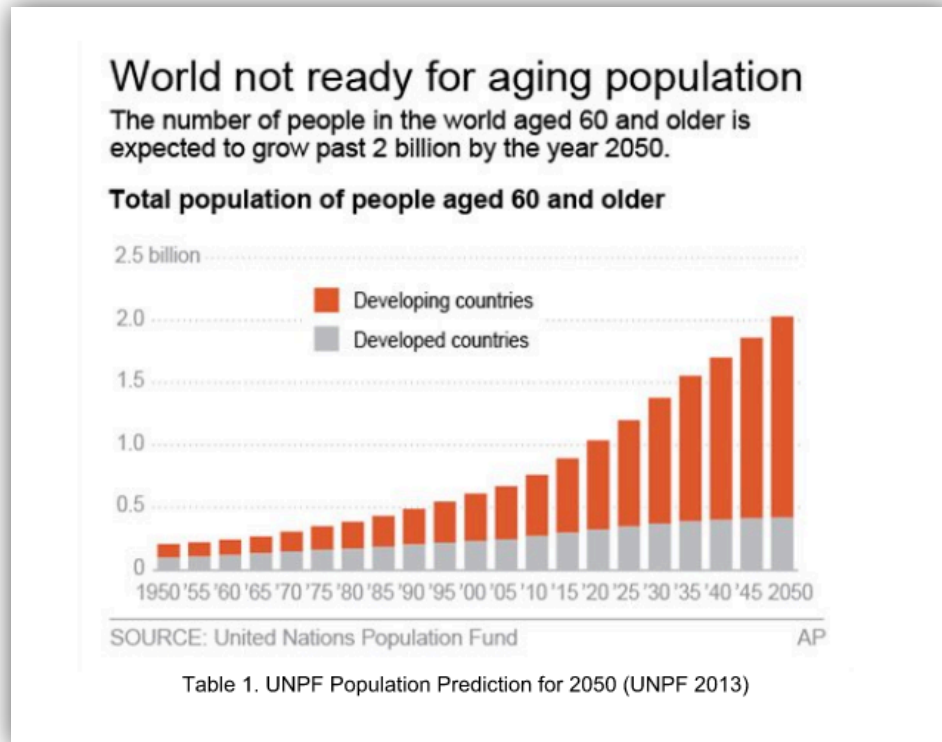 World not ready for aging population
The number of people in the world aged 60 and older is
expected to grow past 2 billion by the year 2050.
Total population of people aged 60 and older
2.5 billion
Developing countries
2.0
Developed countries
1.5
1.0
0.5
0
1950 '55 '60 '65 '70 '75 '80 '85 '90 '95 '00 '05 '10 '15 '20 '25 '30 '35 '40 '45 2050
SOURCE: United Nations Population Fund AP
Table 1. UNPF Population Prediction for 2050 (UNPF 2013)